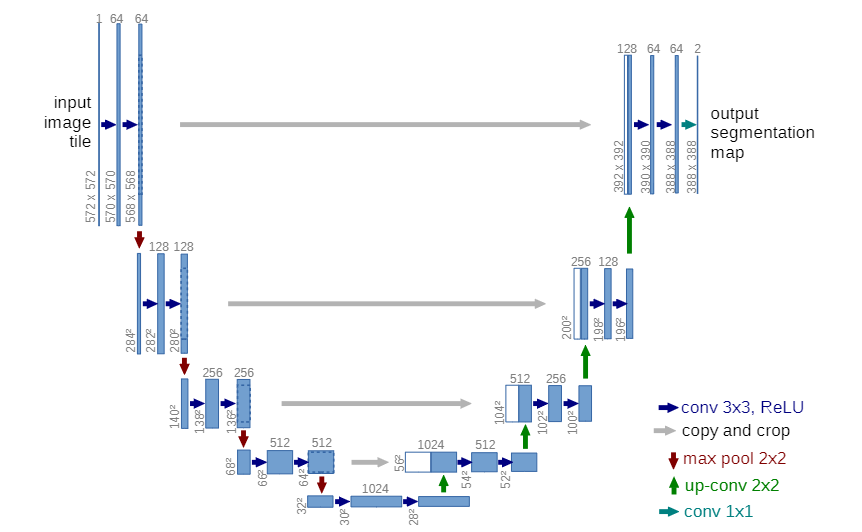 1 64 64
128 64 64 2
input
image
tile
output
segmentation
map
572 x 572
570 x 570
568 x 568
392 x 392
390 x 390
388 x 388
388 x 388
128 128
256 128
284²
282²
280²
200²
198²
196²
256 256
512 256
140²
138²
136²
104²
102²
100²
512 512
1024 512
68²
66²
64²
56²
54²
52²
1024
32²
30²
28²
conv 3x3, ReLU
copy and crop
max pool 2x2
up-conv 2x2
conv 1x1